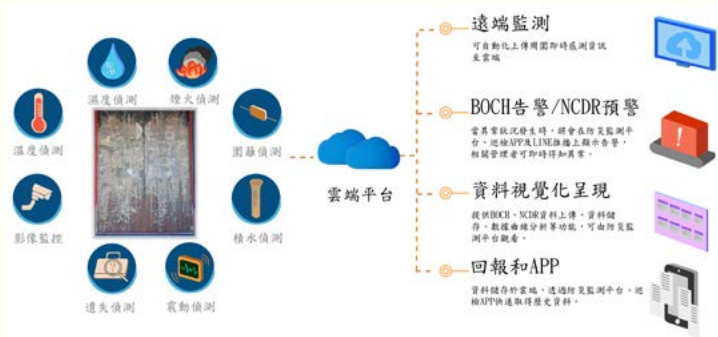 濕度偵測
煙火偵測
溫度偵測
圍籬偵測
影像監控
積水偵測
遺失偵測
震動偵測
雲端平台
遠端監測
可自動化上傳周圍即時感測資訊
至雲端
BOCH告警/NCDR預警
當異常狀況發生時，將會在防災監測平
台、巡檢APP及LINE推播上顯示告警，
相關管理者可即時得知異常。
資料視覺化呈現
提供BOCH、NCDR資料上傳、資料儲
存、數據曲線分析等功能，可由防災監
測平台觀看。
回報和APP
資料儲存於雲端，透過防災監測平台、巡
檢APP快速取得歷史資料。